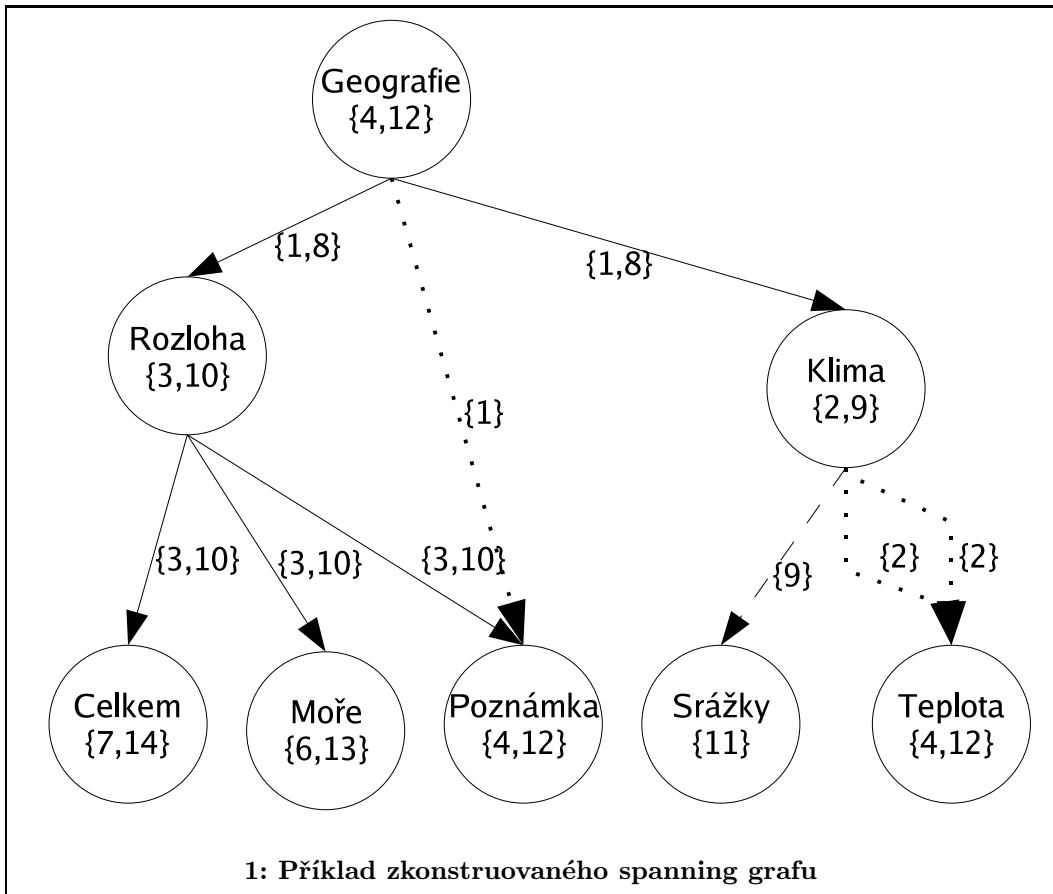 Geografie
{4,12}
{1,8}
{1,8}
Rozloha
{3,10}
Klima
{2,9}
{1}
{3,10}
{3,10}
{3,10}
{9}
{2}
{2}
Celkem
{7,14}
Moře
{6,13}
Poznámka
{4,12}
Srážky
{11}
Teplota
{4,12}
1: Příklad zkonstruovaného spanning grafu